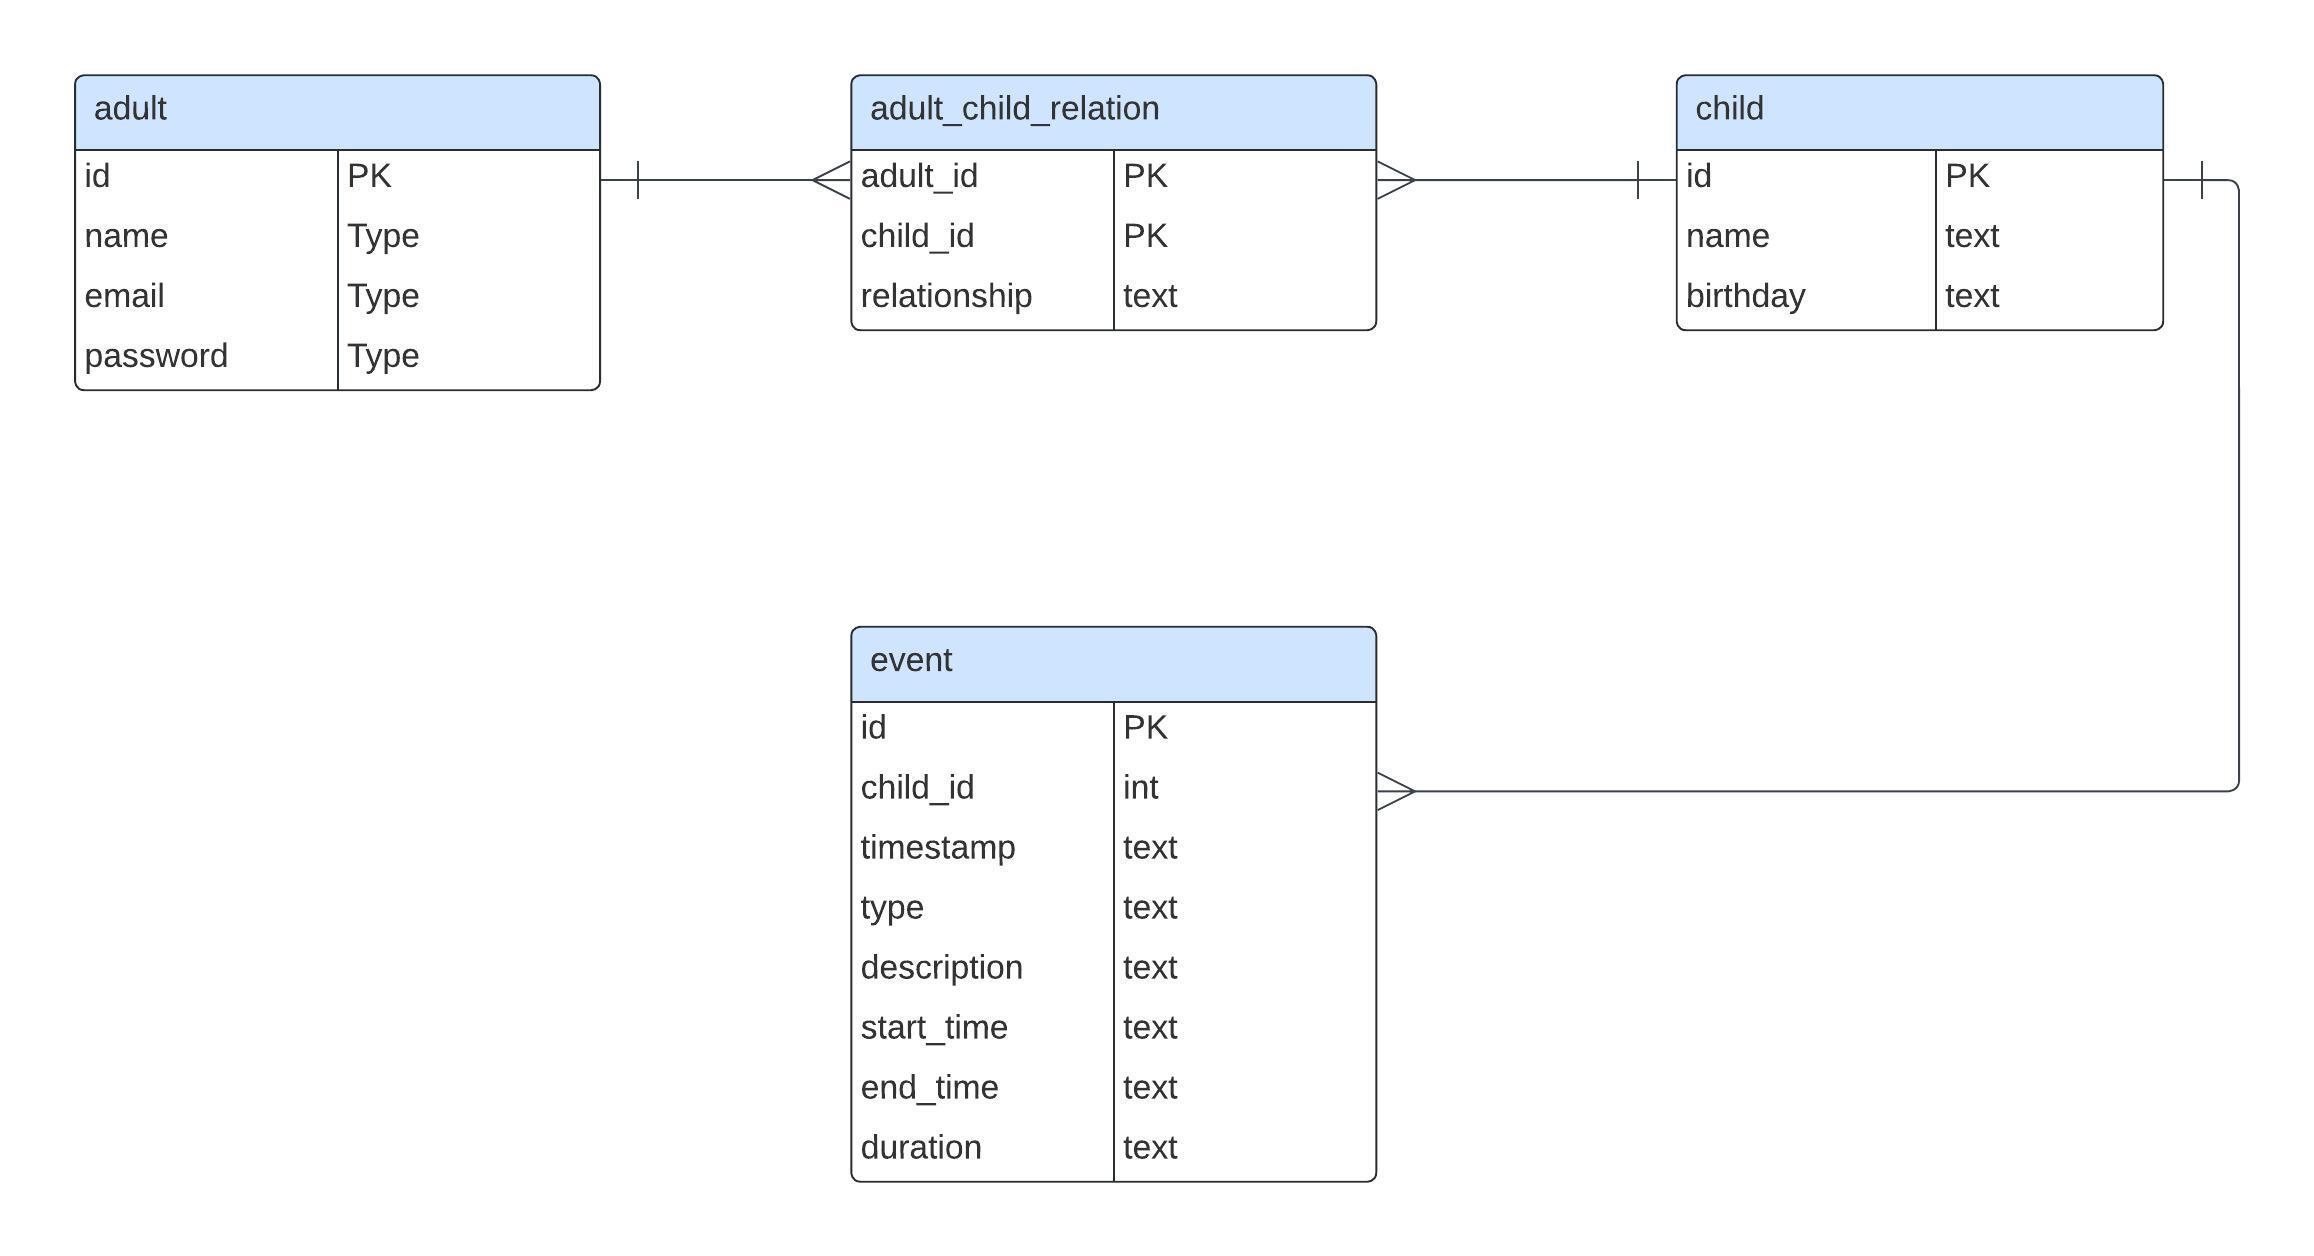 adult
id PK
name Type
email Type
password Type
adult_child_relation
adult_id PK
child_id PK
relationship text
child
id PK
name text
birthday text
event
id PK
child_id int
timestamp text
type text
description text
start_time text
end_time text
duration text